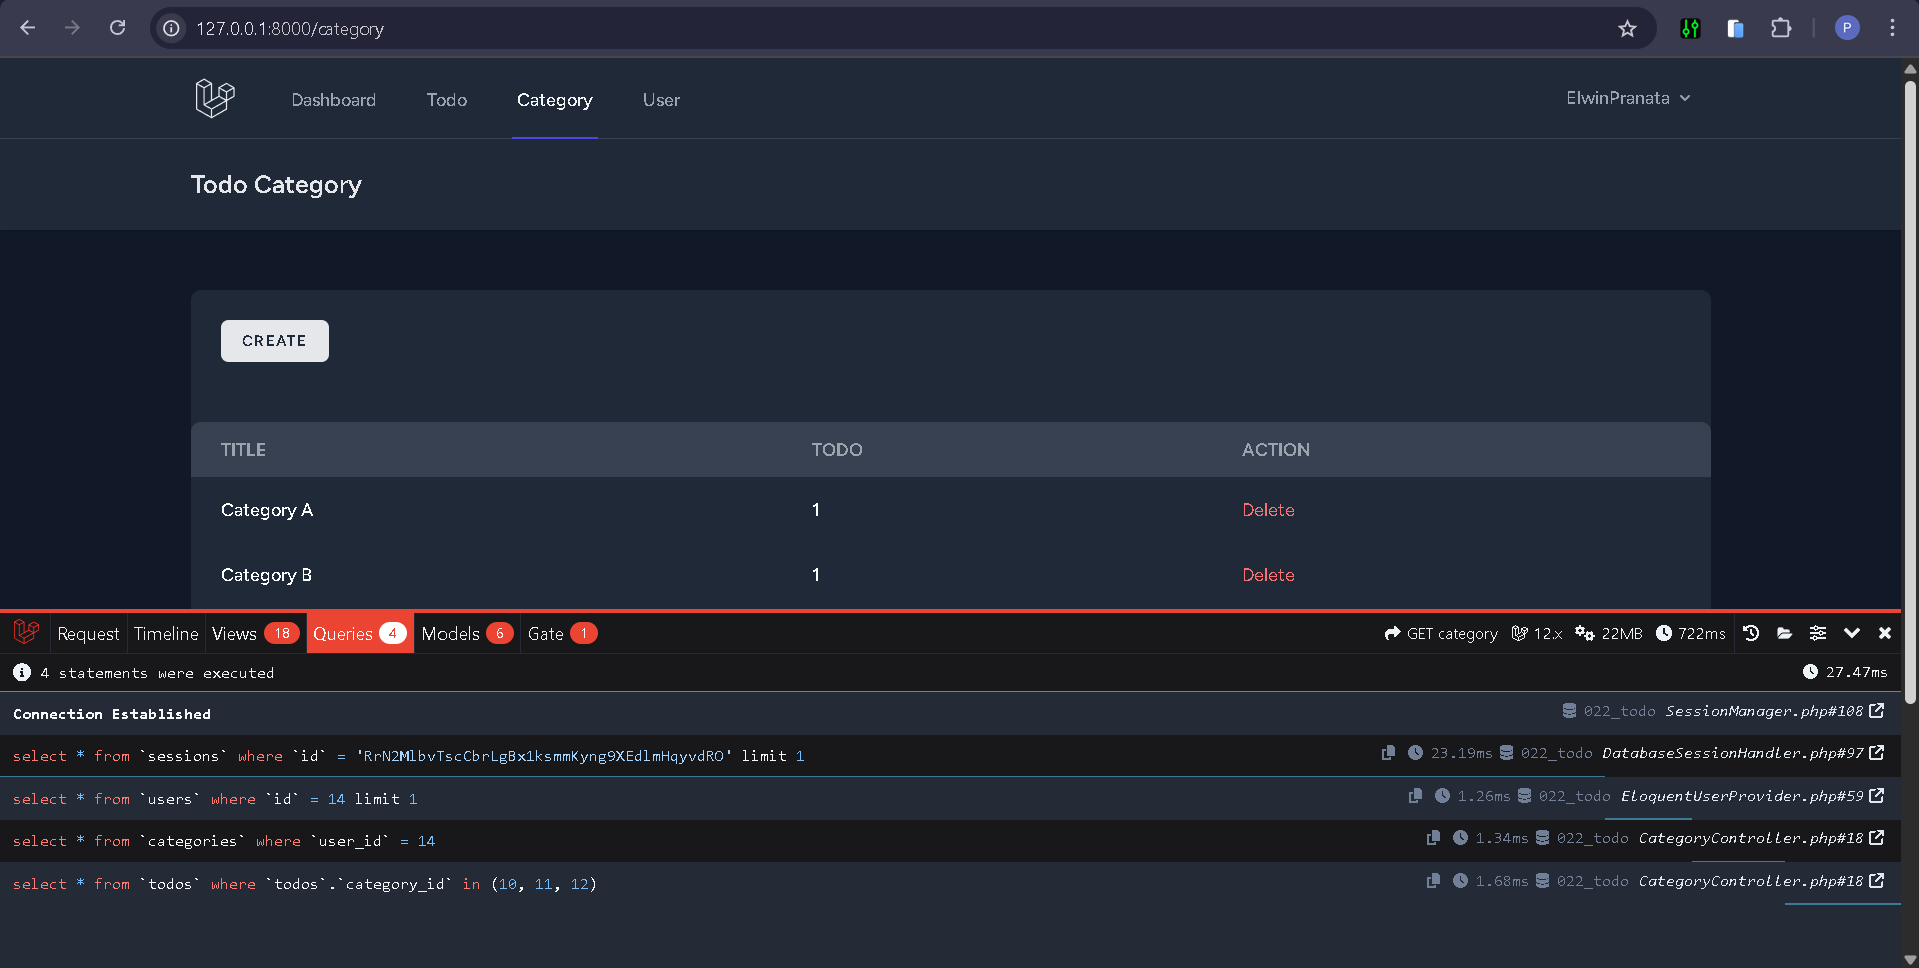 127.0.0.1:8000/category
P
Dashboard Todo Category User ElwinPranata
Todo Category
CREATE
TITLE TODO ACTION
Category A 1 Delete
Category B 1 Delete
Request Timeline Views 18 Queries 4 Models 6 Gate 1 GET category 12.x 22MB 722ms
4 statements were executed 27.47ms
Connection Established 022_todo SessionManager.php#108
select * from `sessions` where `id` = 'RrN2MlbvTscCbrLgBx1ksmmKyng9XEdlmHqyvdRO' limit 1 23.19ms 022_todo DatabaseSessionHandler.php#97
select * from `users` where `id` = 14 limit 1 1.26ms 022_todo EloquentUserProvider.php#59
select * from `categories` where `user_id` = 14 1.34ms 022_todo CategoryController.php#18
select * from `todos` where `todos`.`category_id` in (10, 11, 12) 1.68ms 022_todo CategoryController.php#18